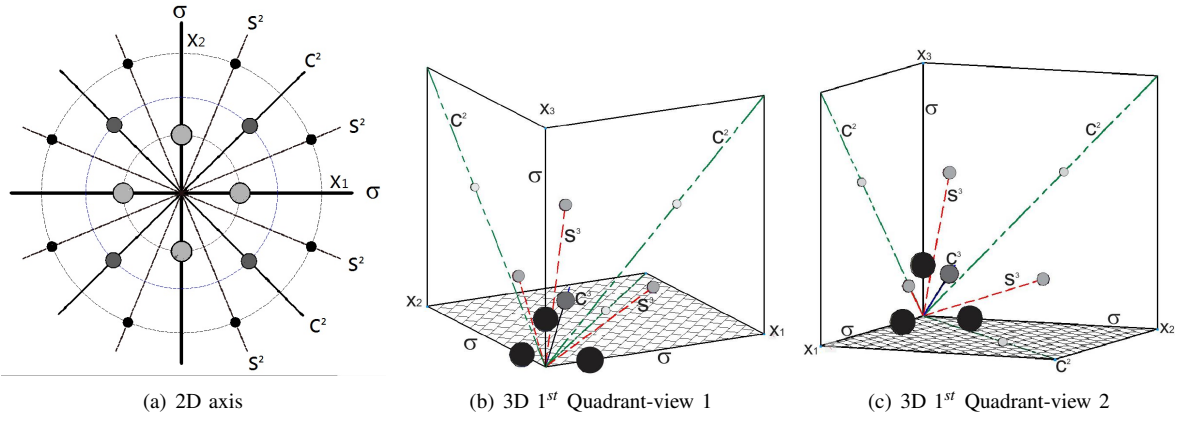 σ
X₂
S²
C²
S²
X₁
σ
S²
C²
S²
(a) 2D axis
X₃
C²
C²
σ
S³
C³
S³
X₂
X₁
σ
σ
(b) 3D 1ˢᵗ Quadrant-view 1
X₃
σ
C²
C²
S³
C³
S³
σ
σ
X₁
X₂
C²
(c) 3D 1ˢᵗ Quadrant-view 2